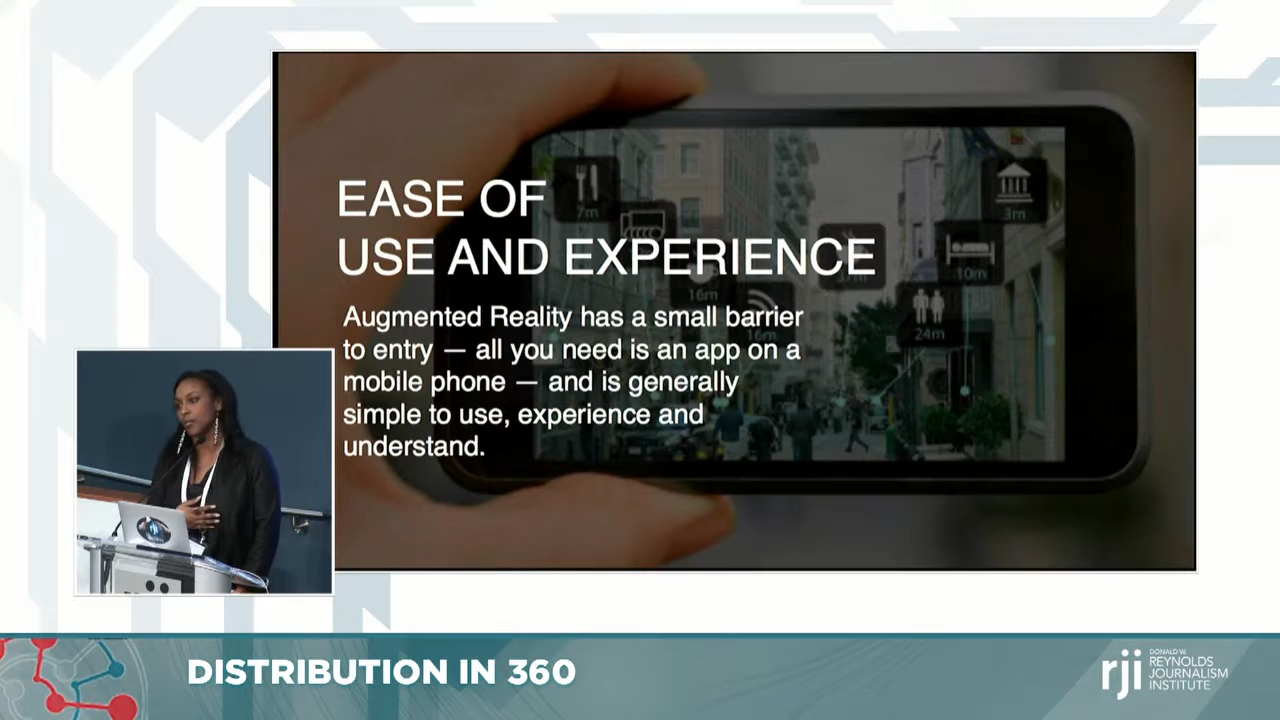 EASE OF
USE AND EXPERIENCE
Augmented Reality has a small barrier
to entry — all you need is an app on a
mobile phone — and is generally
simple to use, experience and
understand.
7m
3m
10m
16m
16m
24m
DISTRIBUTION IN 360
rji
DONALD W.
REYNOLDS
JOURNALISM
INSTITUTE